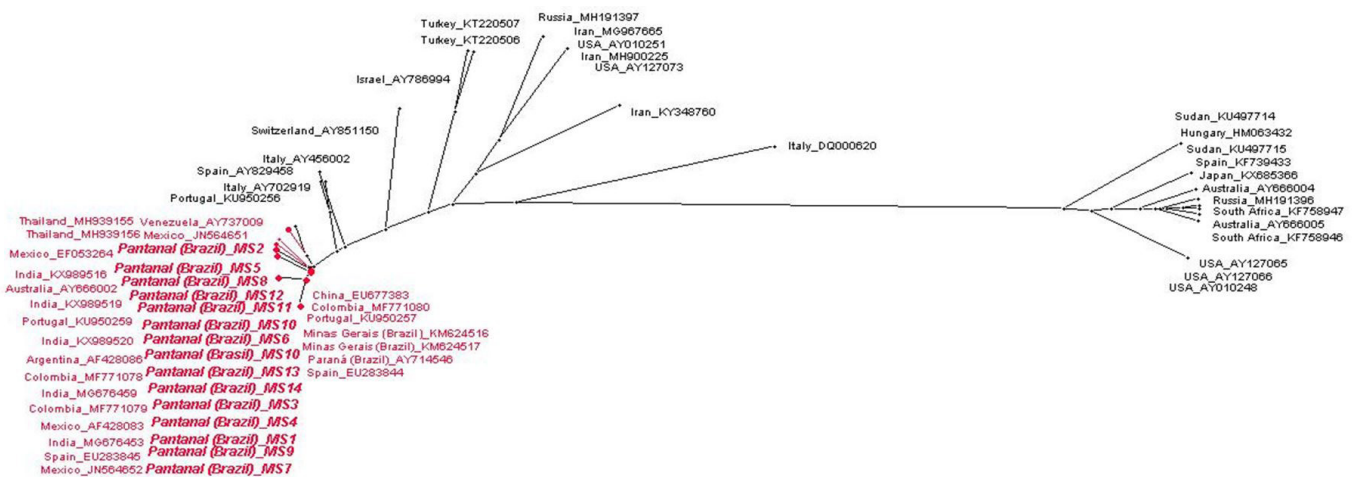 Turkey_KT220507
Turkey_KT220506
Russia_MH191397
Iran_MG967665
USA_AY010251
Iran_MH900225
USA_AY127073
Israel_AY786994
Iran_KY348760
Switzerland_AY851150
Italy_DQ000620
Italy_AY456002
Spain_AY829458
Italy_AY702919
Portugal_KU950256
Sudan_KU497714
Hungary_HM063432
Sudan_KU497715
Spain_KF739433
Japan_KX685366
Australia_AY666004
Russia_MH191396
South Africa_KF758947
Australia_AY666005
South Africa_KF758946
USA_AY127065
USA_AY127066
USA_AY010248
Thailand_MH939155
Venezuela_AY737009
Thailand_MH939156
Mexico_JN564651
Mexico_EF053264
Pantanal (Brazil)_MS2
India_KX989516
Pantanal (Brazil)_MS5
Australia_AY666002
Pantanal (Brazil)_MS8
India_KX989519
Pantanal (Brazil)_MS12
Pantanal (Brazil)_MS11
Portugal_KU950259
Pantanal (Brazil)_MS10
India_KX989520
Pantanal (Brazil)_MS6
Argentina_AF428086
Pantanal (Brasil)_MS10
Colombia_MF771078
Pantanal (Brazil)_MS13
India_MG676459
Pantanal (Brazil)_MS14
Colombia_MF771079
Pantanal (Brazil)_MS3
Mexico_AF428083
Pantanal (Brazil)_MS4
India_MG676453
Pantanal (Brazil)_MS1
Spain_EU283845
Pantanal (Brazil)_MS9
Mexico_JN564652
Pantanal (Brazil)_MS7
China_EU677383
Colombia_MF771080
Portugal_KU950257
Minas Gerais (Brazil)_KM624516
Minas Gerais (Brazil)_KM624517
Paraná (Brazil)_AY714546
Spain_EU283844